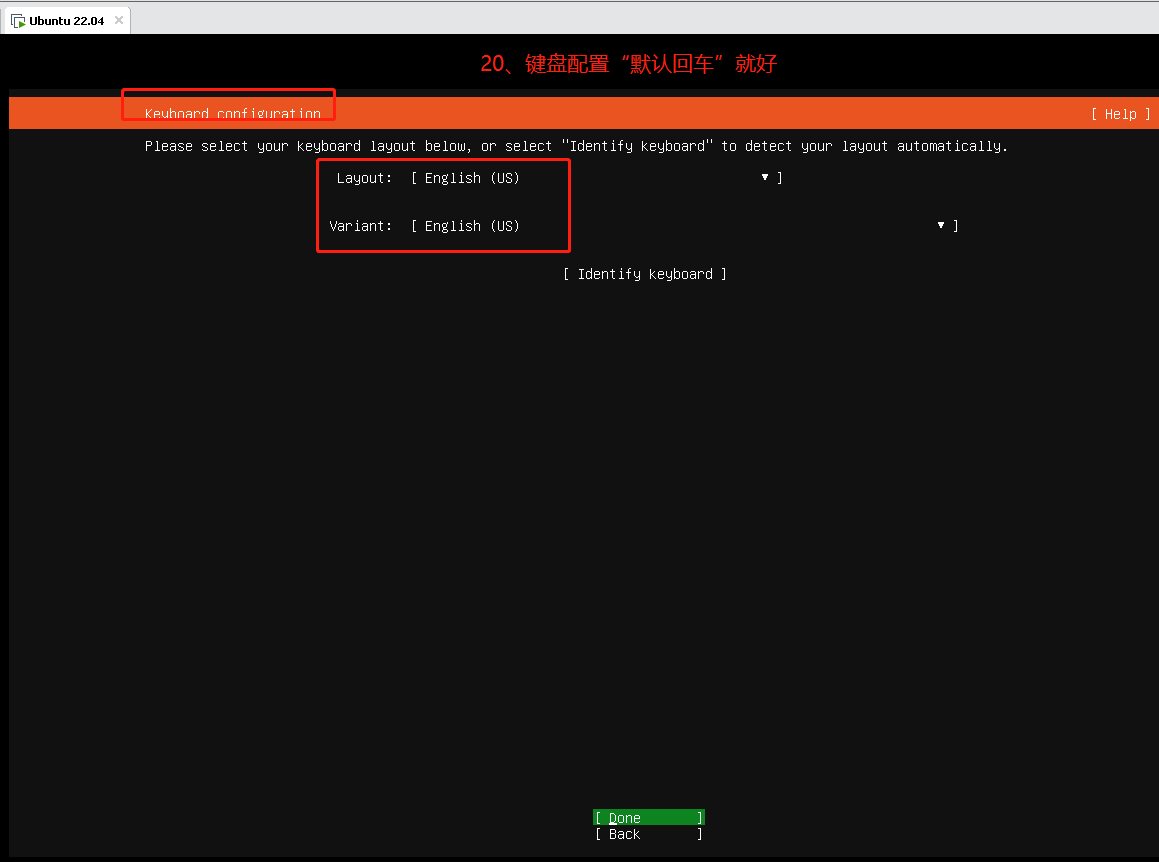 Ubuntu 22.04
20、键盘配置“默认回车”就好
Keyboard configuration [ Help ]
Please select your keyboard layout below, or select "Identify keyboard" to detect your layout automatically.
Layout: [ English (US) ▾ ]
Variant: [ English (US) ▾ ]
[ Identify keyboard ]
[ Done ]
[ Back ]